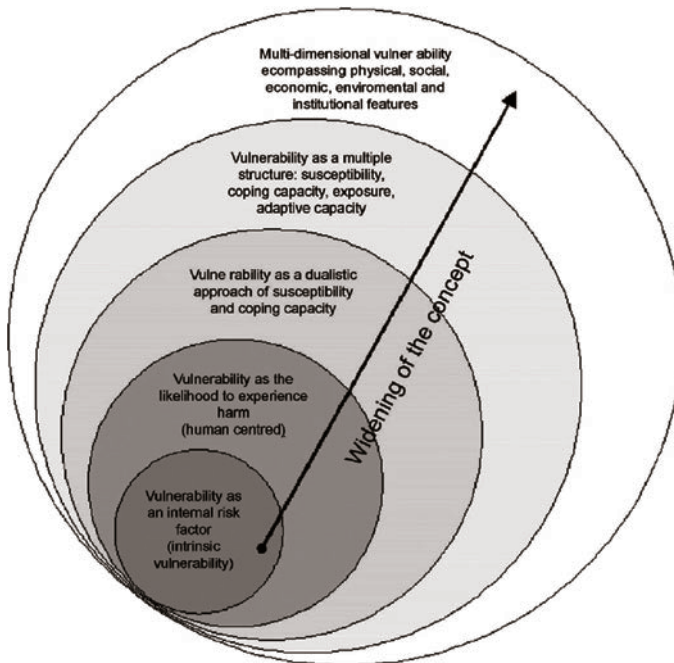 Multi-dimensional vulner ability
ecompassing physical, social,
economic, enviromental and
institutional features
Vulnerability as a multiple
structure: susceptibility,
coping capacity, exposure,
adaptive capacity
Vulne rability as a dualistic
approach of susceptibility
and coping capacity
Widening of the concept
Vulnerability as the
likelihood to experience
harm
(human centred)
Vulnerability as
an internal risk
factor
(intrinsic
vulnerability)